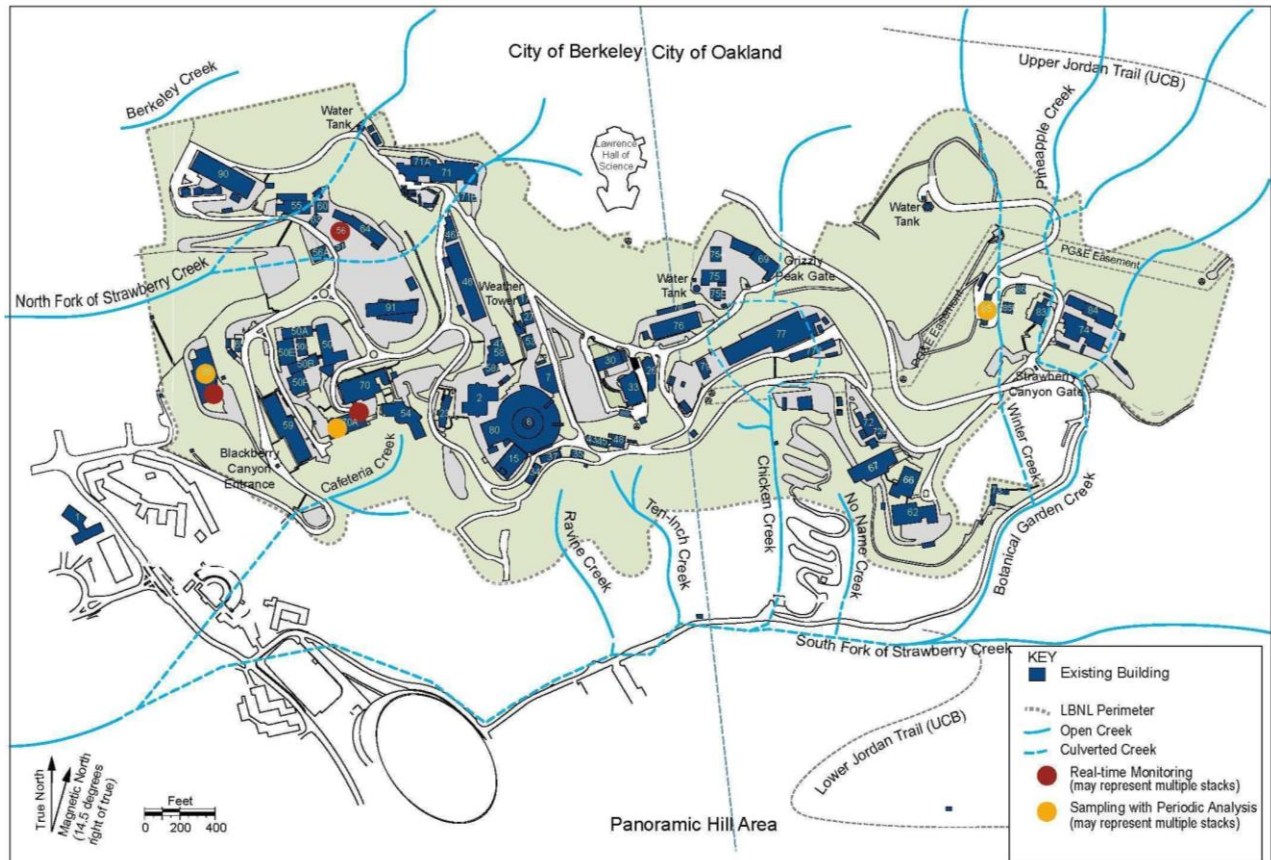 City of Berkeley City of Oakland
Upper Jordan Trail (UCB)
Berkeley Creek
Water
Tank
Lawrence
Hall of
Science
Pineapple Creek
90
71A
71
55
60
64
56
46
Water
Tank
PG&E Easement
75
69
Grizzly
Peak Gate
North Fork of Strawberry Creek
Weather
Tower
Water
Tank
75
PG&E Easement
91
46
76
77
83
84
74
50A
50
50E
50B
50F
58
30
33
26
7
70
2
54
6
80
15
59
Blackberry
Canyon
Entrance
Cafeteria Creek
48
Strawberry
Canyon Gate
Winter Creek
72
67
66
62
1
Ravine Creek
Ten-Inch Creek
Chicken Creek
No Name Creek
Botanical Garden Creek
South Fork of Strawberry Creek
Lower Jordan Trail (UCB)
Panoramic Hill Area
True North
Magnetic North
(14.5 degrees
right of true)
Feet
0 200 400
KEY
Existing Building
LBNL Perimeter
Open Creek
Culverted Creek
Real-time Monitoring
(may represent multiple stacks)
Sampling with Periodic Analysis
(may represent multiple stacks)